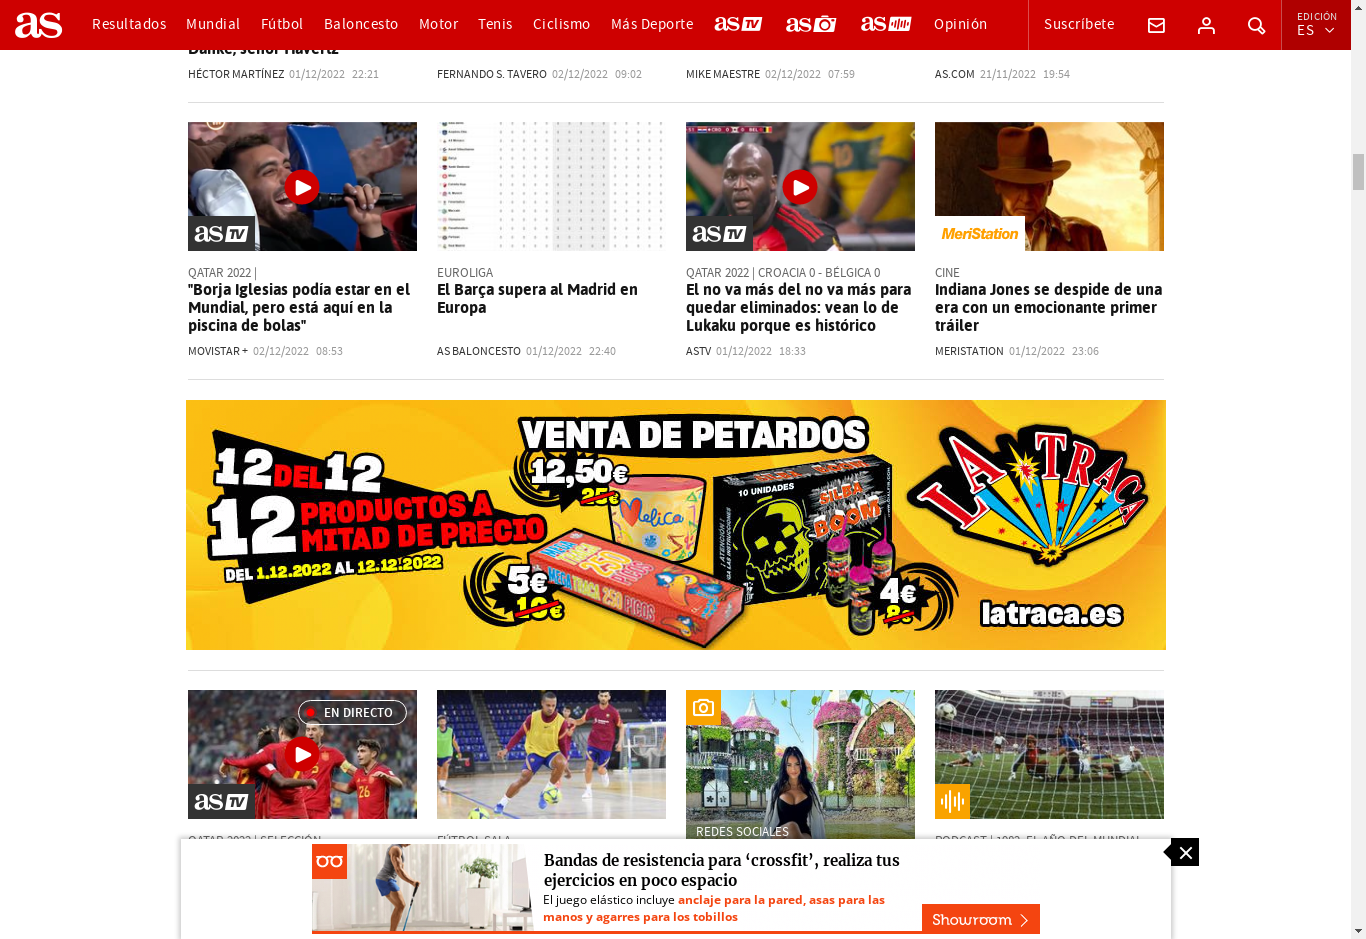 as Resultados Mundial Fútbol Baloncesto Motor Tenis Ciclismo Más Deporte as TV as as Opinión Suscríbete EDICIÓN
ES
Danke, señor Havertz
HÉCTOR MARTÍNEZ 01/12/2022 22:21
FERNANDO S. TAVERO 02/12/2022 09:02
MIKE MAESTRE 02/12/2022 07:59
AS.COM 21/11/2022 19:54
as TV
QATAR 2022 |
"Borja Iglesias podía estar en el
Mundial, pero está aquí en la
piscina de bolas"
MOVISTAR + 02/12/2022 08:53
EUROLIGA
El Barça supera al Madrid en
Europa
AS BALONCESTO 01/12/2022 22:40
as TV
QATAR 2022 | CROACIA 0 - BÉLGICA 0
El no va más del no va más para
quedar eliminados: vean lo de
Lukaku porque es histórico
ASTV 01/12/2022 18:33
MeriStation
CINE
Indiana Jones se despide de una
era con un emocionante primer
tráiler
MERISTATION 01/12/2022 23:06
12 DEL 12
12 PRODUCTOS A
MITAD DE PRECIO
DEL 1.12.2022 AL 12.12.2022
VENTA DE PETARDOS
12,50€
25€
Melica
5€
10€
MEGA TRACA 250 PICOS
10 UNIDADES
SILBA
BOOM
4€
8€
LA TRACA
latraca.es
EN DIRECTO
as TV
QATAR 2022 | SELECCIÓN
FÚTBOL SALA
REDES SOCIALES
PODCAST | 1982, EL AÑO DEL MUNDIAL
Bandas de resistencia para ‘crossfit’, realiza tus
ejercicios en poco espacio
El juego elástico incluye anclaje para la pared, asas para las
manos y agarres para los tobillos
Showroom